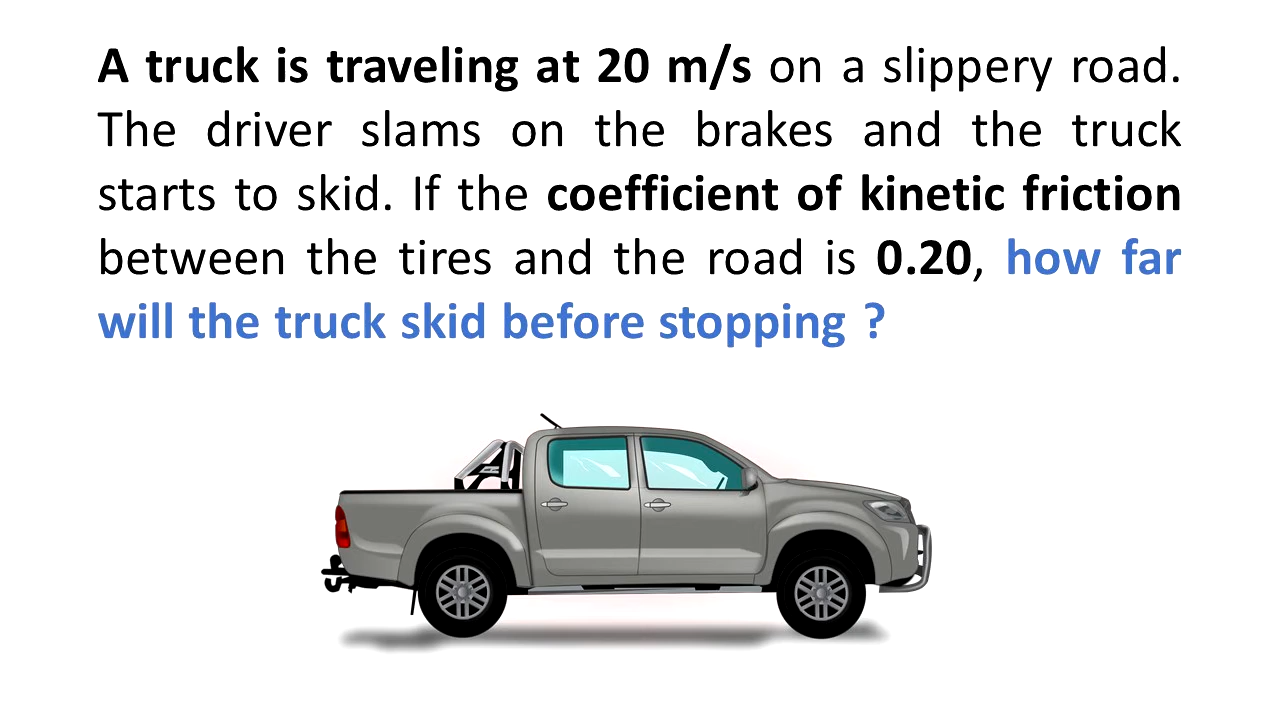 A truck is traveling at 20 m/s on a slippery road.
The driver slams on the brakes and the truck
starts to skid. If the coefficient of kinetic friction
between the tires and the road is 0.20, how far
will the truck skid before stopping ?